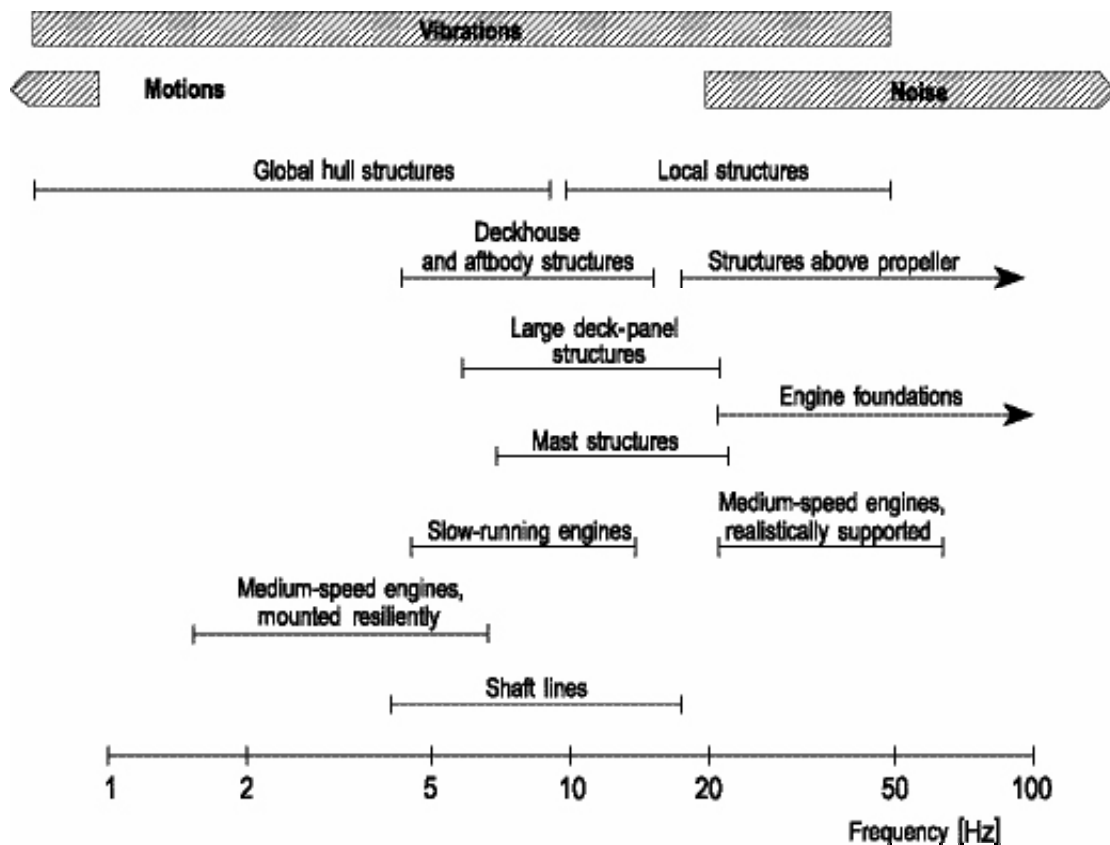 Vibrations
Motions
Noise
Global hull structures
Local structures
Deckhouse
and aftbody structures
Structures above propeller
Large deck-panel
structures
Engine foundations
Mast structures
Medium-speed engines,
realistically supported
Slow-running engines
Medium-speed engines,
mounted resiliently
Shaft lines
1 2 5 10 20 50 100
Frequency [Hz]